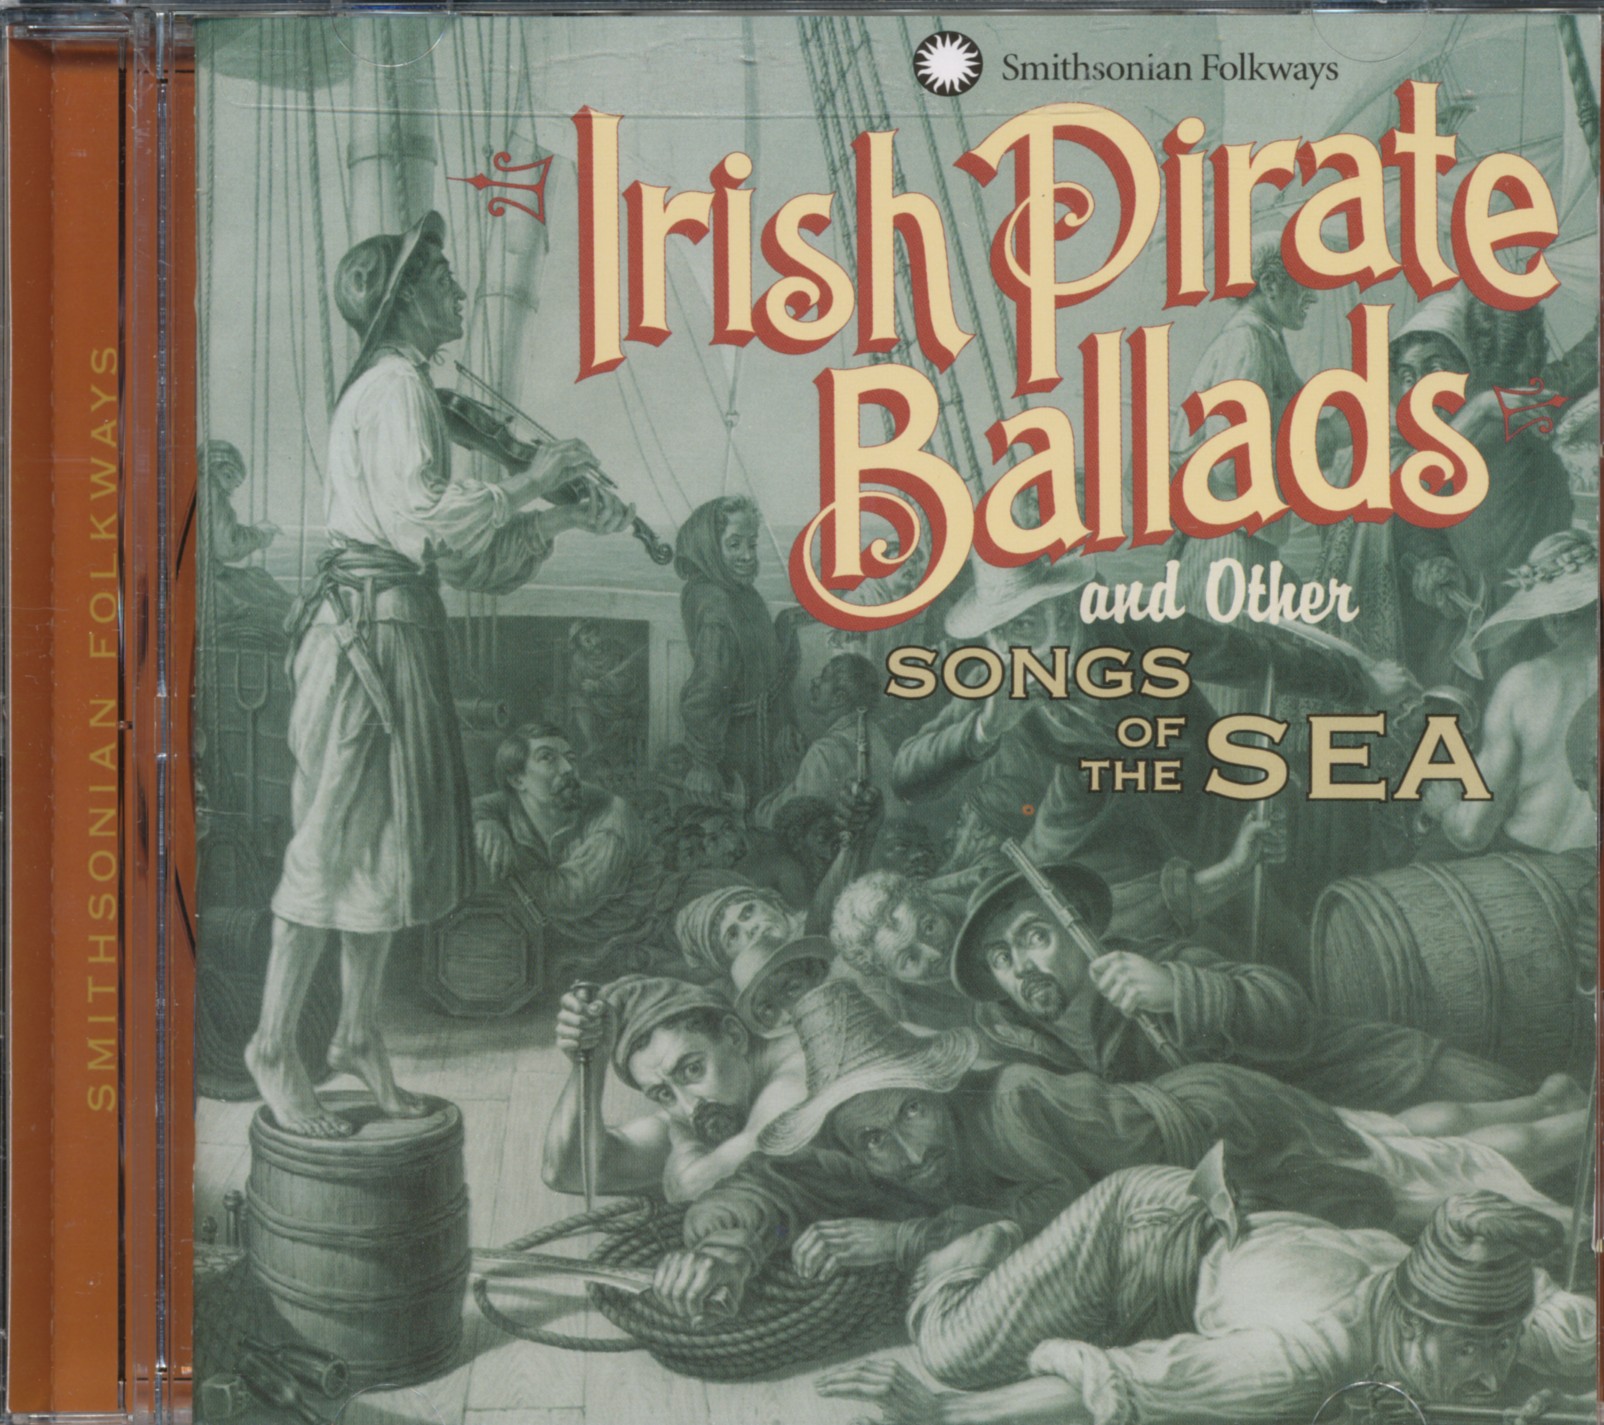 Smithsonian Folkways
Irish Pirate
Ballads
and Other
SONGS
OF
THE SEA
SMITHSONIAN FOLKWAYS